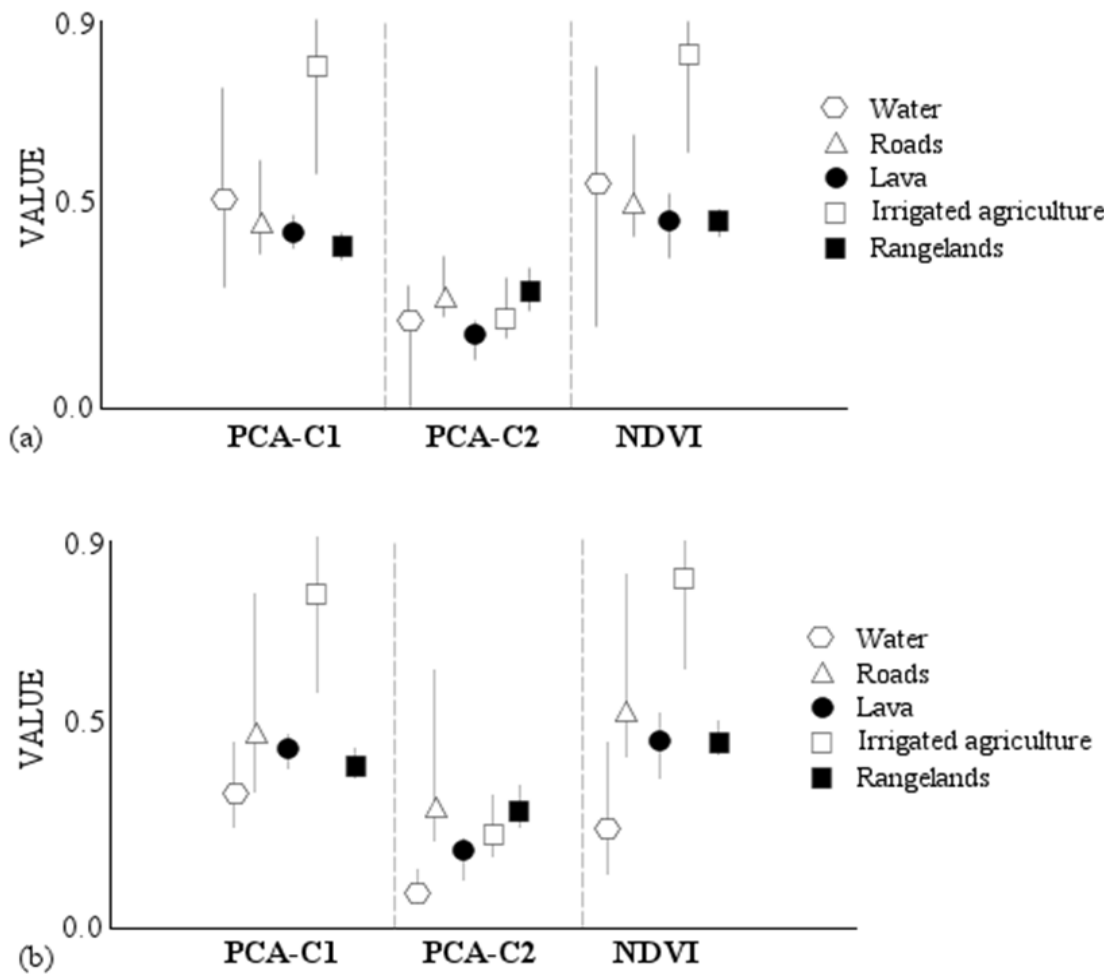 0.9
VALUE
0.5
0.0
Water
Roads
Lava
Irrigated agriculture
Rangelands
(a)
PCA-C1 PCA-C2 NDVI
0.9
VALUE
0.5
0.0
Water
Roads
Lava
Irrigated agriculture
Rangelands
(b)
PCA-C1 PCA-C2 NDVI